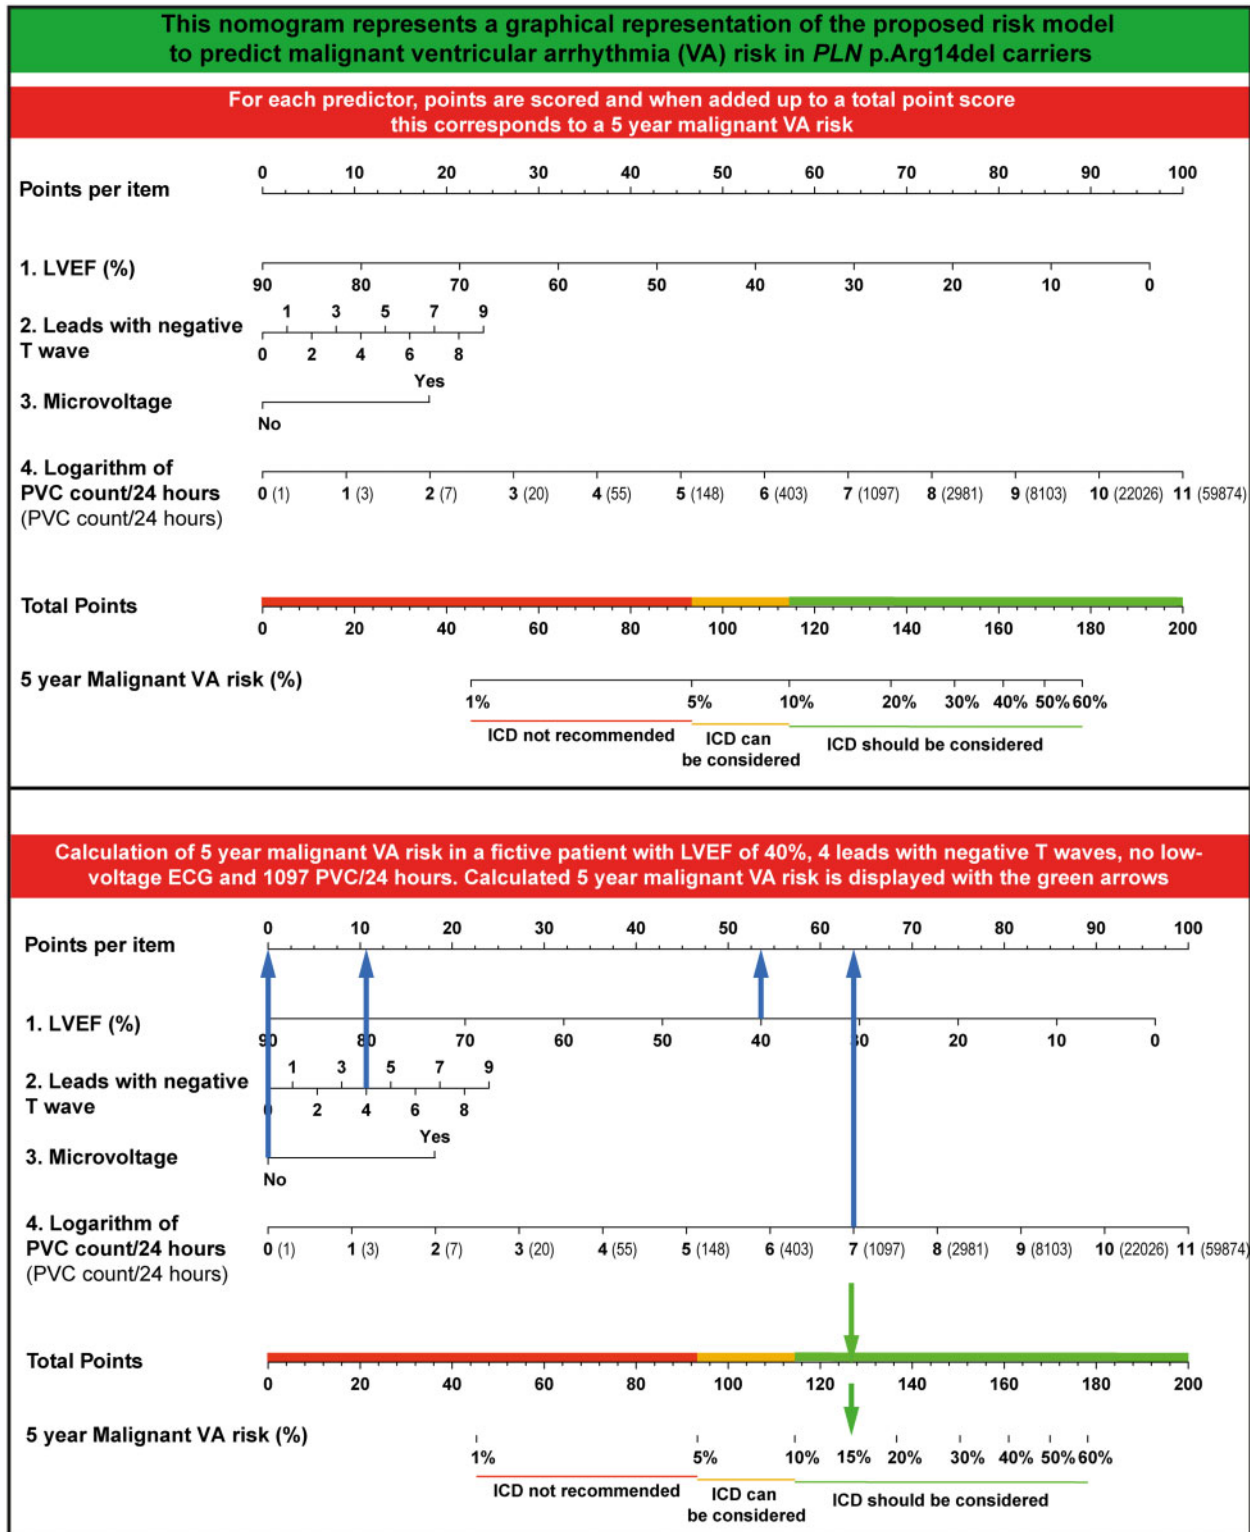 This nomogram represents a graphical representation of the proposed risk model
to predict malignant ventricular arrhythmia (VA) risk in PLN p.Arg14del carriers
For each predictor, points are scored and when added up to a total point score
this corresponds to a 5 year malignant VA risk
0 10 20 30 40 50 60 70 80 90 100
Points per item
1. LVEF (%)
90 80 70 60 50 40 30 20 10 0
1 3 5 7 9
2. Leads with negative
T wave
0 2 4 6 8
Yes
3. Microvoltage
No
4. Logarithm of
PVC count/24 hours
(PVC count/24 hours)
0 (1) 1 (3) 2 (7) 3 (20) 4 (55) 5 (148) 6 (403) 7 (1097) 8 (2981) 9 (8103) 10 (22026) 11 (59874)
Total Points
0 20 40 60 80 100 120 140 160 180 200
5 year Malignant VA risk (%)
1% 5% 10% 20% 30% 40% 50% 60%
ICD not recommended
ICD can
be considered
ICD should be considered
Calculation of 5 year malignant VA risk in a fictive patient with LVEF of 40%, 4 leads with negative T waves, no low-
voltage ECG and 1097 PVC/24 hours. Calculated 5 year malignant VA risk is displayed with the green arrows
0 10 20 30 40 50 60 70 80 90 100
Points per item
1. LVEF (%)
90 80 70 60 50 40 30 20 10 0
1 3 5 7 9
2. Leads with negative
T wave
0 2 4 6 8
Yes
3. Microvoltage
No
4. Logarithm of
PVC count/24 hours
(PVC count/24 hours)
0 (1) 1 (3) 2 (7) 3 (20) 4 (55) 5 (148) 6 (403) 7 (1097) 8 (2981) 9 (8103) 10 (22026) 11 (59874)
Total Points
0 20 40 60 80 100 120 140 160 180 200
5 year Malignant VA risk (%)
1% 5% 10% 15% 20% 30% 40% 50% 60%
ICD not recommended
ICD can
be considered
ICD should be considered